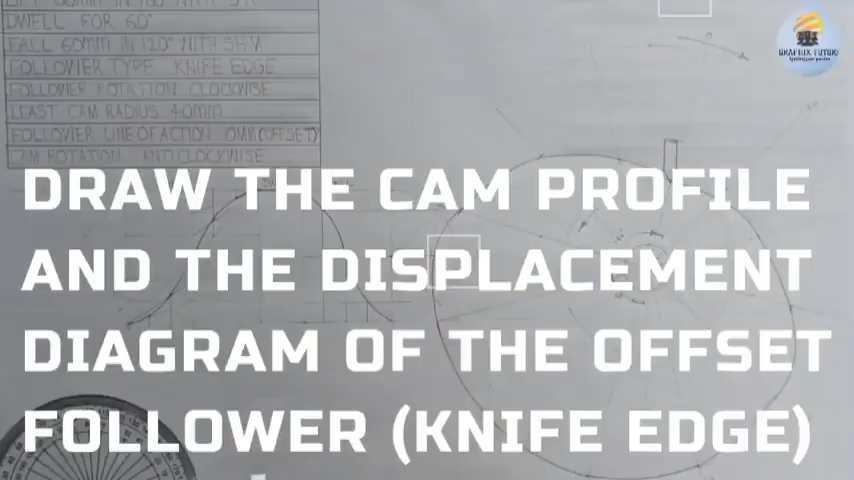 DWELL FOR 60°
FALL 60MM IN 120° WITH SHM
FOLLOWER TYPE KNIFE EDGE
FOLLOWER ROTATION CLOCKWISE
LEAST CAM RADIUS 40mm
FOLLOWER LINE OF ACTION (OFFSET)
CAM ROTATION ANTICLOCKWISE
GRAPHIX TUTOR
DRAW THE CAM PROFILE
AND THE DISPLACEMENT
DIAGRAM OF THE OFFSET
FOLLOWER (KNIFE EDGE)